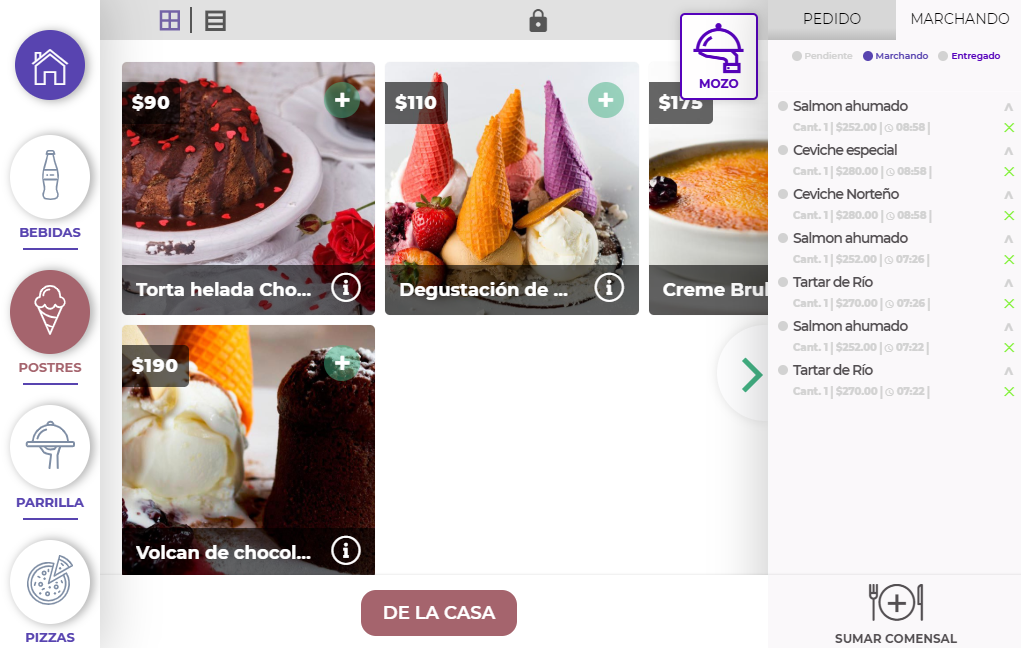 BEBIDAS
POSTRES
PARRILLA
PIZZAS
MOZO
$90
Torta helada Cho...
$110
Degustación de ...
$175
Creme Brul
$190
Volcan de chocol...
DE LA CASA
PEDIDO
MARCHANDO
Pendiente
Marchando
Entregado
Salmon ahumado
Cant. 1 | $252.00 | 08:58 |
Ceviche especial
Cant. 1 | $280.00 | 08:58 |
Ceviche Norteño
Cant. 1 | $280.00 | 08:58 |
Salmon ahumado
Cant. 1 | $252.00 | 07:26 |
Tartar de Río
Cant. 1 | $270.00 | 07:26 |
Salmon ahumado
Cant. 1 | $252.00 | 07:22 |
Tartar de Río
Cant. 1 | $270.00 | 07:22 |
SUMAR COMENSAL